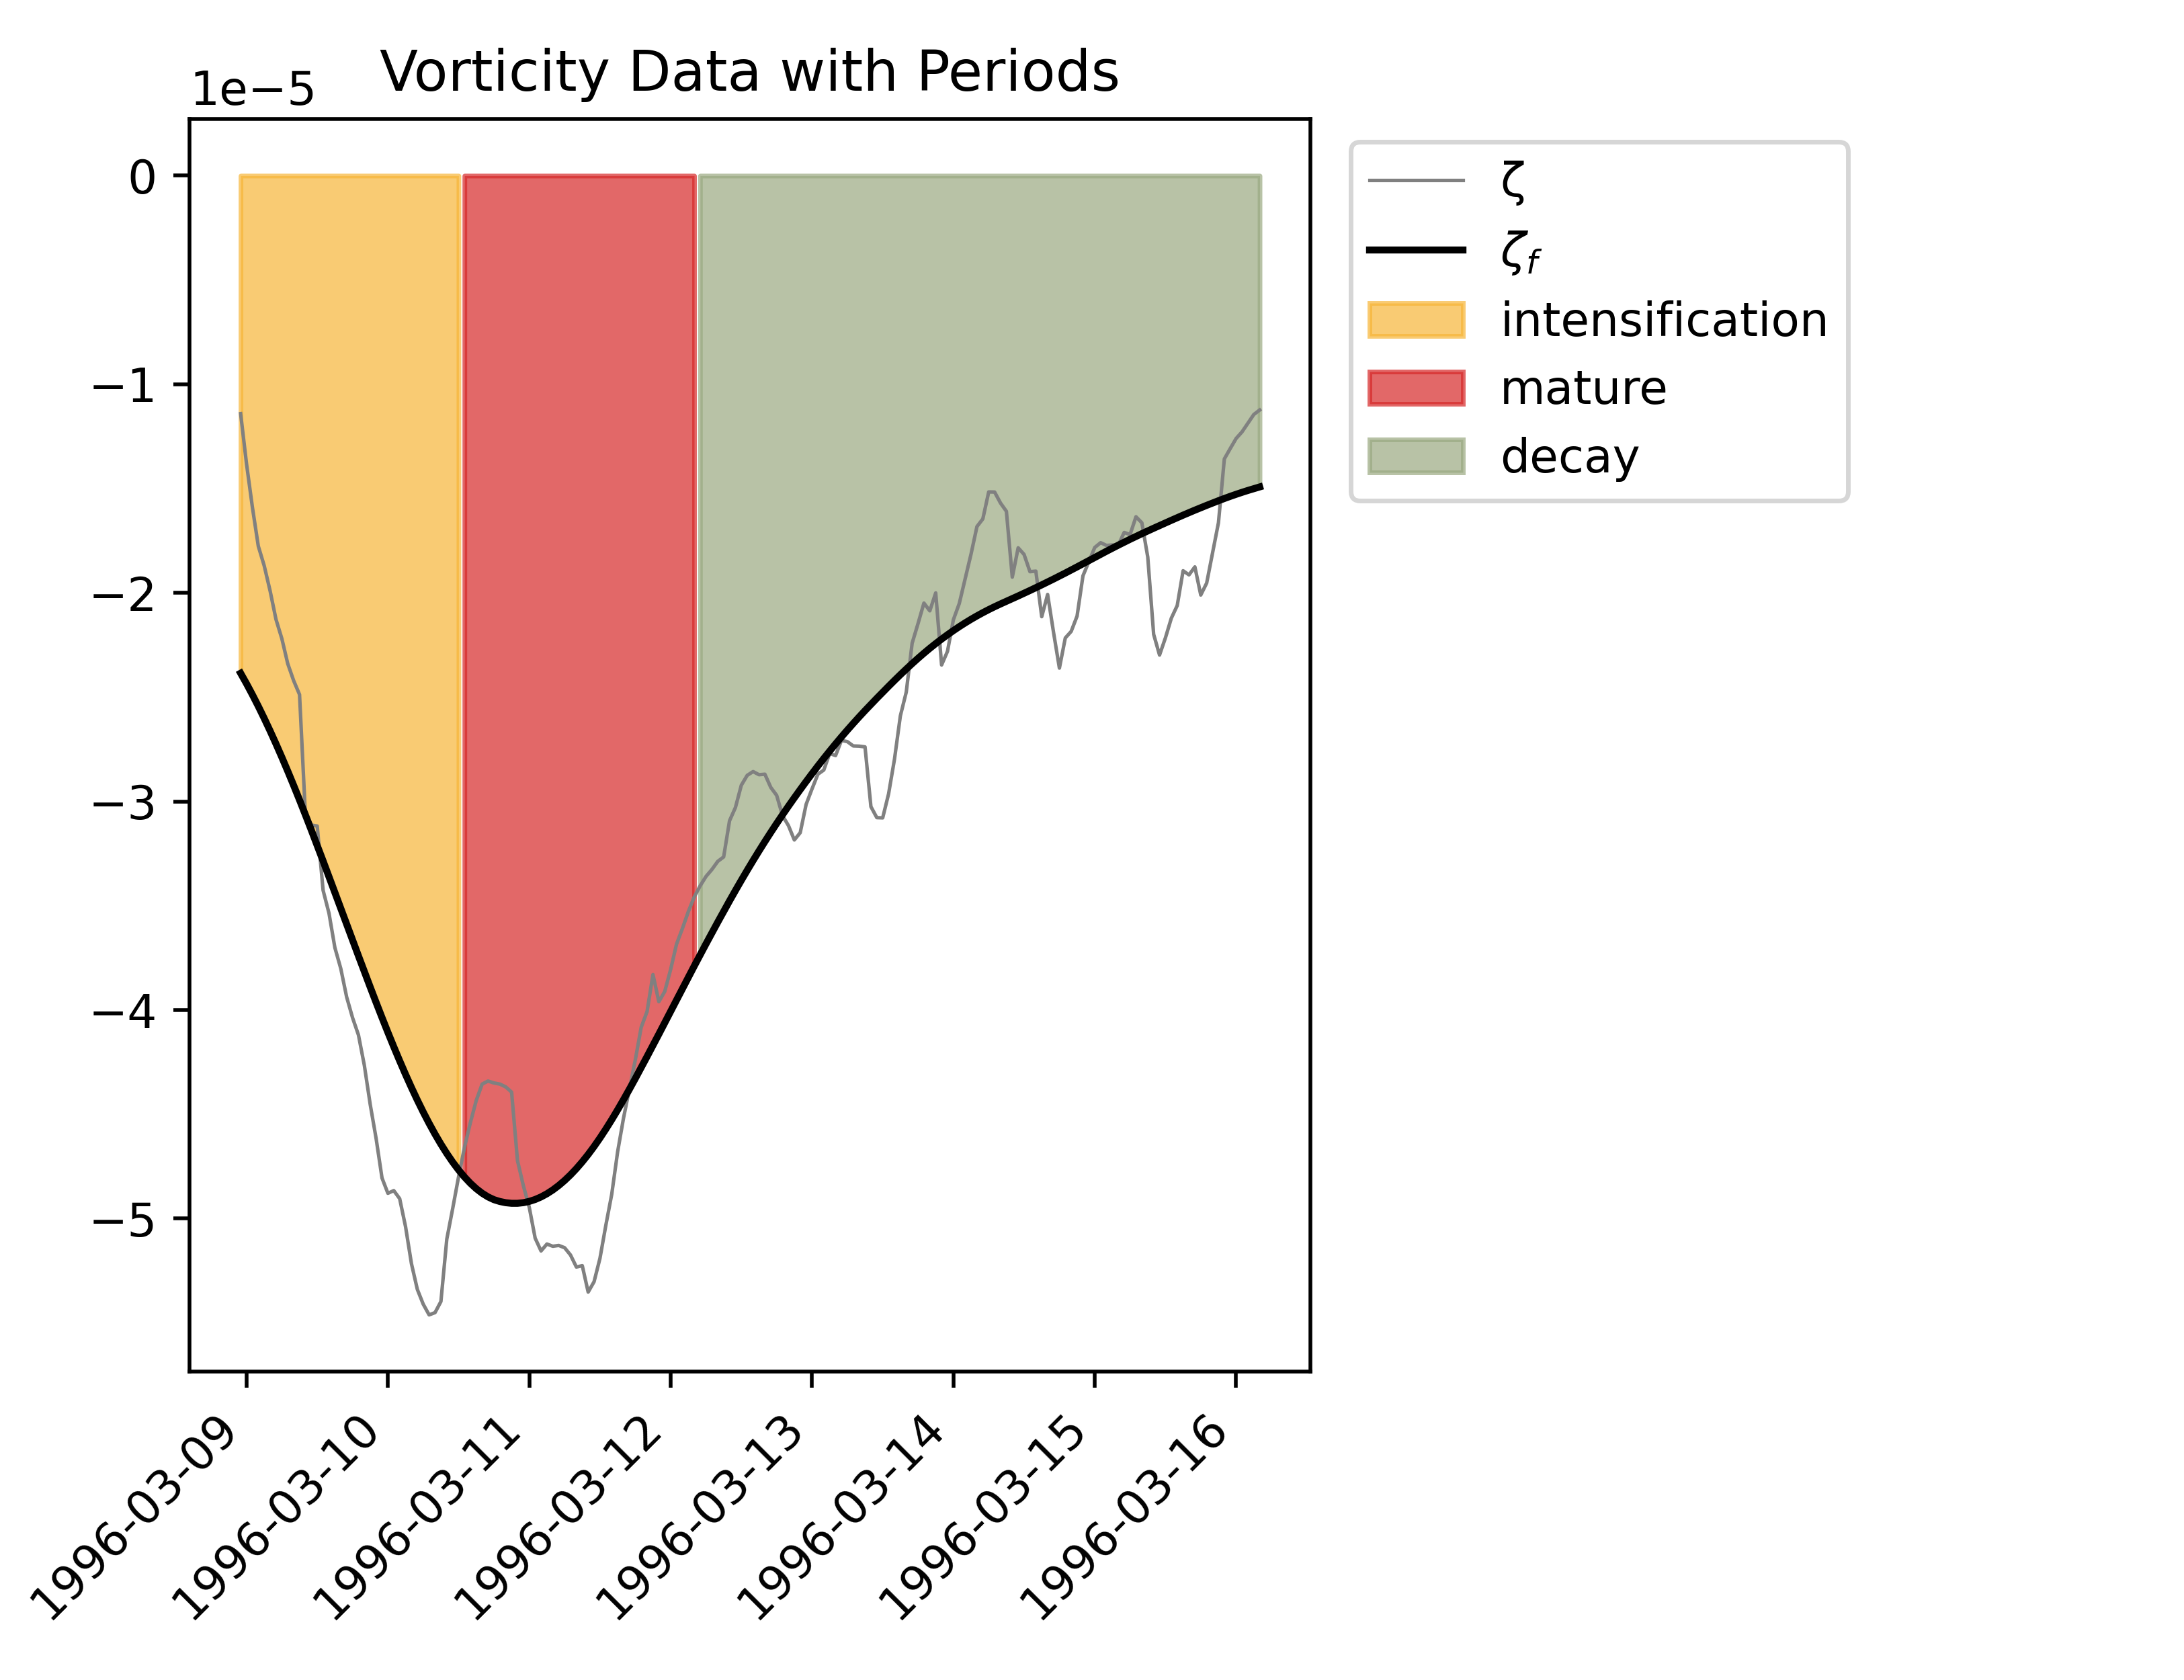 Vorticity Data with Periods
1e−5
0
−1
−2
−3
−4
−5
1996-03-09
1996-03-10
1996-03-11
1996-03-12
1996-03-13
1996-03-14
1996-03-15
1996-03-16
ζ
ζf
intensification
mature
decay